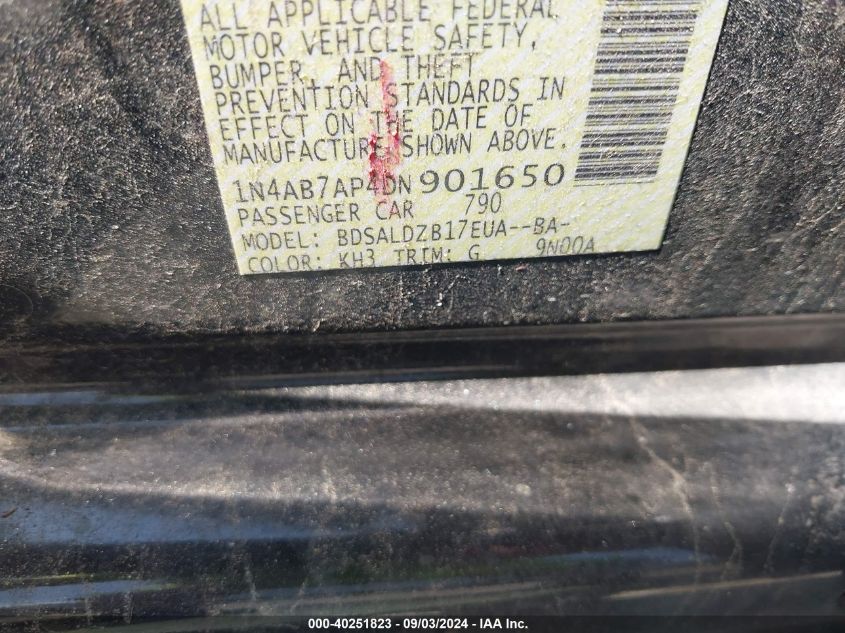 ALL APPLICABLE FEDERAL
MOTOR VEHICLE SAFETY,
BUMPER, AND THEFT
PREVENTION STANDARDS IN
EFFECT ON THE DATE OF
MANUFACTURE SHOWN ABOVE.
1N4AB7AP4DN901650
PASSENGER CAR 790
MODEL: BDSALDZB17EUA--BA-
COLOR: KH3 TRIM: G 9N00A
000-40251823 - 09/03/2024 - IAA Inc.